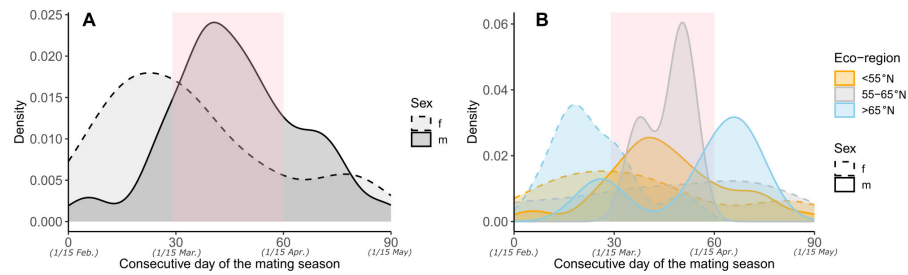 A
0.025
0.020
0.015
0.010
0.005
0.000
Density
0 30 60 90
(1/15 Feb.) (1/15 Mar.) (1/15 Apr.) (1/15 May)
Consecutive day of the mating season
Sex
f
m
B
0.06
0.04
0.02
0.00
Density
0 30 60 90
(1/15 Feb.) (1/15 Mar.) (1/15 Apr.) (1/15 May)
Consecutive day of the mating season
Eco-region
<55°N
55–65°N
>65°N
Sex
f
m